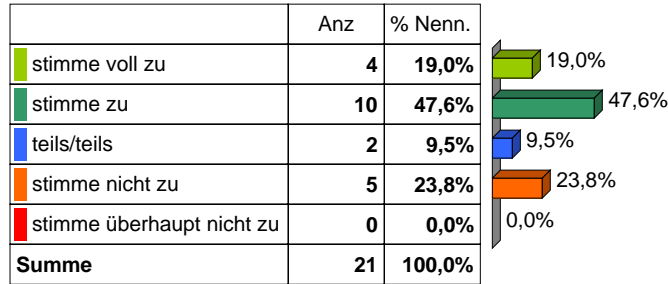 Anz % Nenn.
stimme voll zu 4 19,0% 19,0%
stimme zu 10 47,6% 47,6%
teils/teils 2 9,5% 9,5%
stimme nicht zu 5 23,8% 23,8%
stimme überhaupt nicht zu 0 0,0% 0,0%
Summe 21 100,0%